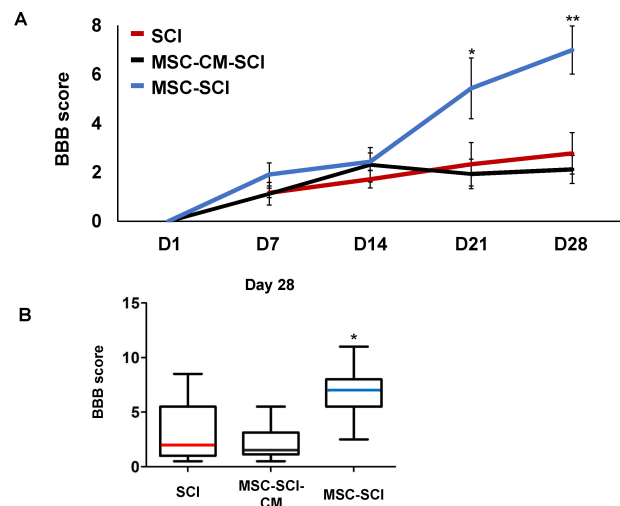 A
BBB score
8
6
4
2
0
SCI
MSC-CM-SCI
MSC-SCI
*
**
D1 D7 D14 D21 D28
B
Day 28
BBB score
15
10
5
0
*
SCI
MSC-SCI-
CM
MSC-SCI